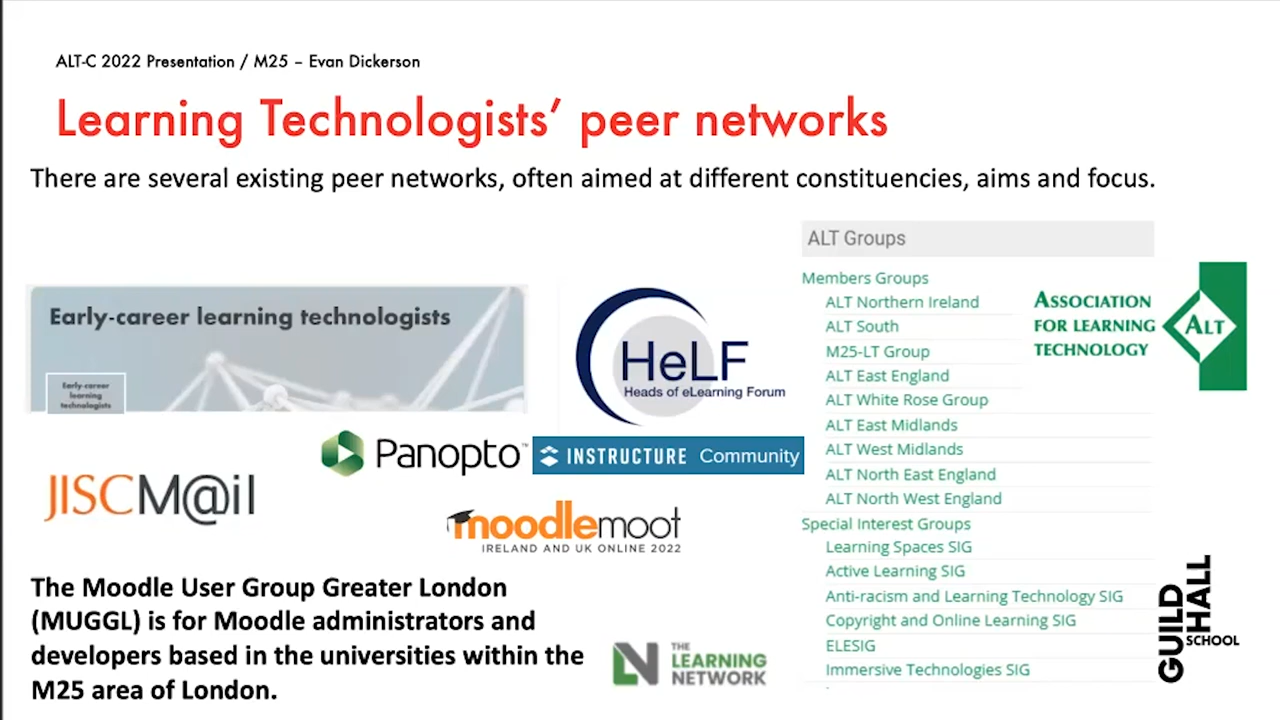 ALT-C 2022 Presentation / M25 – Evan Dickerson
Learning Technologists’ peer networks
There are several existing peer networks, often aimed at different constituencies, aims and focus.
Early-career learning technologists
Early-career
learning
technologists
HeLF
Heads of eLearning Forum
Panopto™
INSTRUCTURE Community
JISCM@il
moodlemoot
IRELAND AND UK ONLINE 2022
The Moodle User Group Greater London
(MUGGL) is for Moodle administrators and
developers based in the universities within the
M25 area of London.
LN
THE
LEARNING
NETWORK
ALT Groups
Members Groups
ALT Northern Ireland
ALT South
M25-LT Group
ALT East England
ALT White Rose Group
ALT East Midlands
ALT West Midlands
ALT North East England
ALT North West England
Special Interest Groups
Learning Spaces SIG
Active Learning SIG
Anti-racism and Learning Technology SIG
Copyright and Online Learning SIG
ELESIG
Immersive Technologies SIG
ASSOCIATION
FOR LEARNING
TECHNOLOGY
ALT
GUILD
HALL
SCHOOL